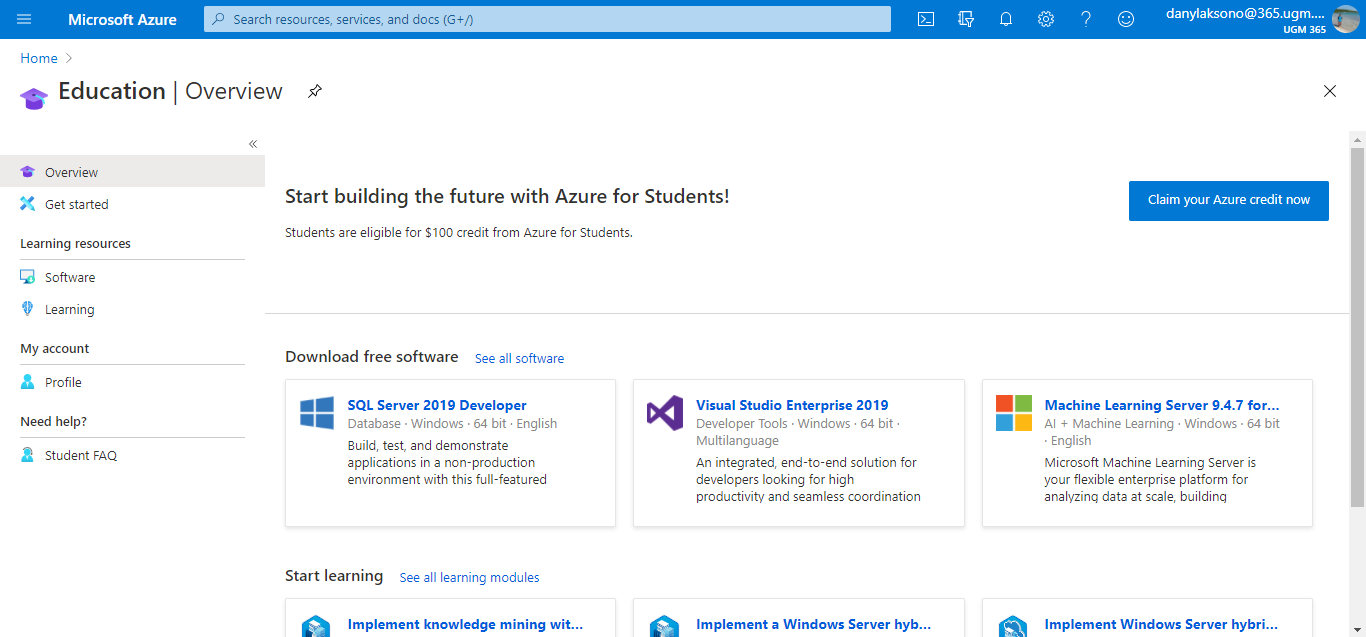 Microsoft Azure
Search resources, services, and docs (G+/)
danylaksono@365.ugm....
UGM 365
Home
Education | Overview
Overview
Get started
Learning resources
Software
Learning
My account
Profile
Need help?
Student FAQ
Start building the future with Azure for Students!
Claim your Azure credit now
Students are eligible for $100 credit from Azure for Students.
Download free software See all software
SQL Server 2019 Developer
Database · Windows · 64 bit · English
Build, test, and demonstrate
applications in a non-production
environment with this full-featured
Visual Studio Enterprise 2019
Developer Tools · Windows · 64 bit ·
Multilanguage
An integrated, end-to-end solution for
developers looking for high
productivity and seamless coordination
Machine Learning Server 9.4.7 for...
AI + Machine Learning · Windows · 64 bit
· English
Microsoft Machine Learning Server is
your flexible enterprise platform for
analyzing data at scale, building
Start learning See all learning modules
Implement knowledge mining wit...
Implement a Windows Server hyb...
Implement Windows Server hybri...